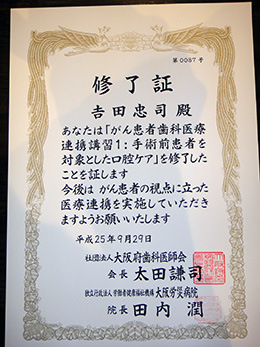 第0037号
修了証
吉田忠司 殿
あなたは「がん患者歯科医療
連携講習1：手術前患者を
対象とした口腔ケア」を修了した
ことを証します
今後は がん患者の視点に立った
医療連携を実施していただき
ますようお願いいたします
平成25年9月29日
社団法人 大阪府歯科医師会
会長 太田謙司
独立行政法人 労働者健康福祉機構 大阪労災病院
院長 田内 潤